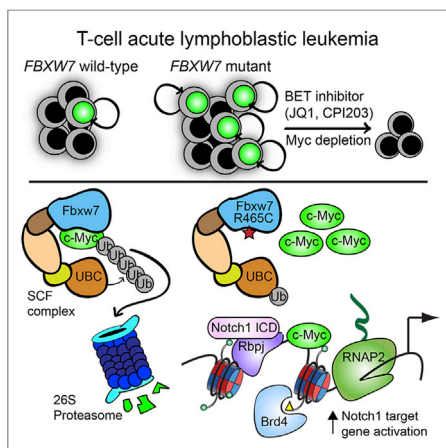 T-cell acute lymphoblastic leukemia
FBXW7 wild-type
FBXW7 mutant
BET inhibitor
(JQ1, CPI203)
Myc depletion
Fbxw7
c-Myc
Ub
Ub
Ub
Ub
Ub
UBC
SCF
complex
26S
Proteasome
Fbxw7
R465C
c-Myc
c-Myc
c-Myc
UBC
Ub
Notch1 ICD
Rbpj
c-Myc
RNAP2
Brd4
Notch1 target
gene activation